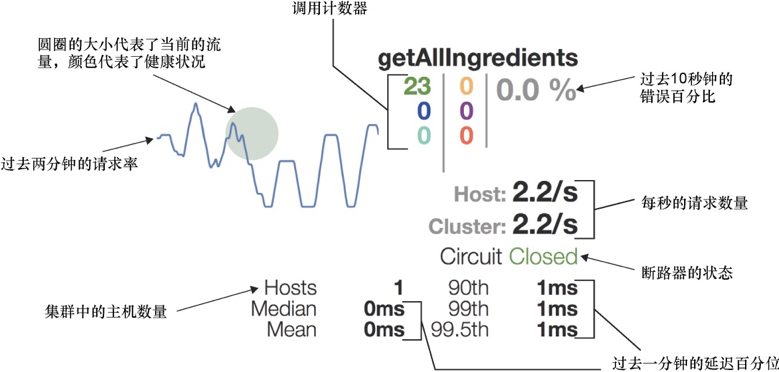 调用计数器
圆圈的大小代表了当前的流
量，颜色代表了健康状况
getAllIngredients
23 0 0.0 %
0 0
0 0
过去10秒钟的
错误百分比
过去两分钟的请求率
Host: 2.2/s
Cluster: 2.2/s
每秒的请求数量
Circuit Closed
断路器的状态
Hosts 1 90th 1ms
Median 0ms 99th 1ms
Mean 0ms 99.5th 1ms
集群中的主机数量
过去一分钟的延迟百分位